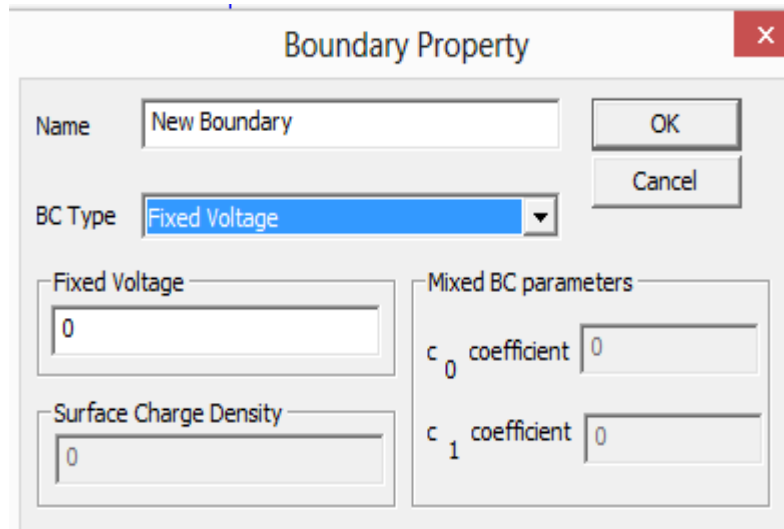 Boundary Property
x
Name New Boundary OK
Cancel
BC Type Fixed Voltage
Fixed Voltage
0
Surface Charge Density
0
Mixed BC parameters
c 0 coefficient 0
c 1 coefficient 0